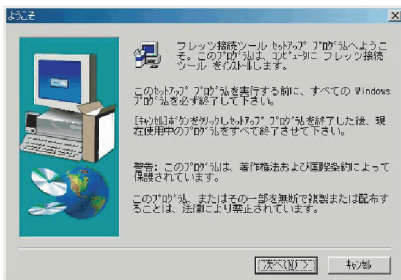 ようこそ
フレッツ接続ツール ｾｯﾄｱｯﾌﾟ ﾌﾟﾛｸﾞﾗﾑへようこ
そ。このﾌﾟﾛｸﾞﾗﾑは、ｺﾝﾋﾟｭｰﾀに フレッツ接続
ツール をｲﾝｽﾄｰﾙします。
このｾｯﾄｱｯﾌﾟ ﾌﾟﾛｸﾞﾗﾑを実行する前に、すべての Windows
ﾌﾟﾛｸﾞﾗﾑを必ず終了して下さい。
[ｷｬﾝｾﾙ]ﾎﾞﾀﾝをｸﾘｯｸしｾｯﾄｱｯﾌﾟ ﾌﾟﾛｸﾞﾗﾑを終了した後、現
在使用中のﾌﾟﾛｸﾞﾗﾑをすべて終了させて下さい。
警告: このﾌﾟﾛｸﾞﾗﾑは、著作権法および国際条約によって
保護されています。
このﾌﾟﾛｸﾞﾗﾑ、またはその一部を無断で複製または配布す
ることは、法律により禁止されています。
次へ(N) >
ｷｬﾝｾﾙ